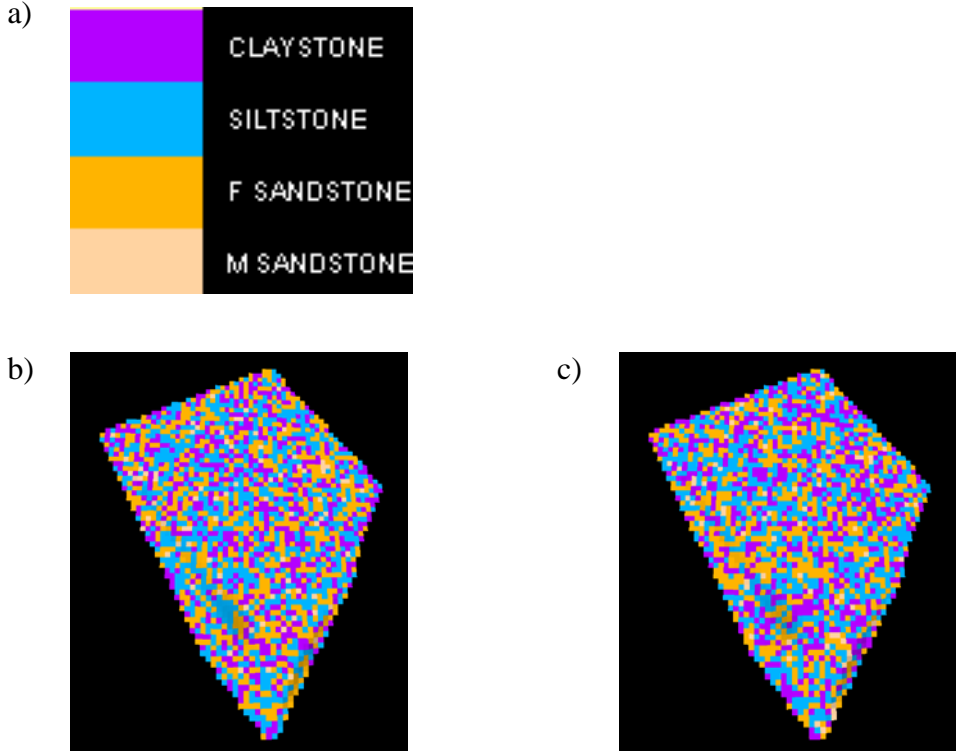 a)
CLAYSTONE
SILTSTONE
F SANDSTONE
M SANDSTONE
b)
c)